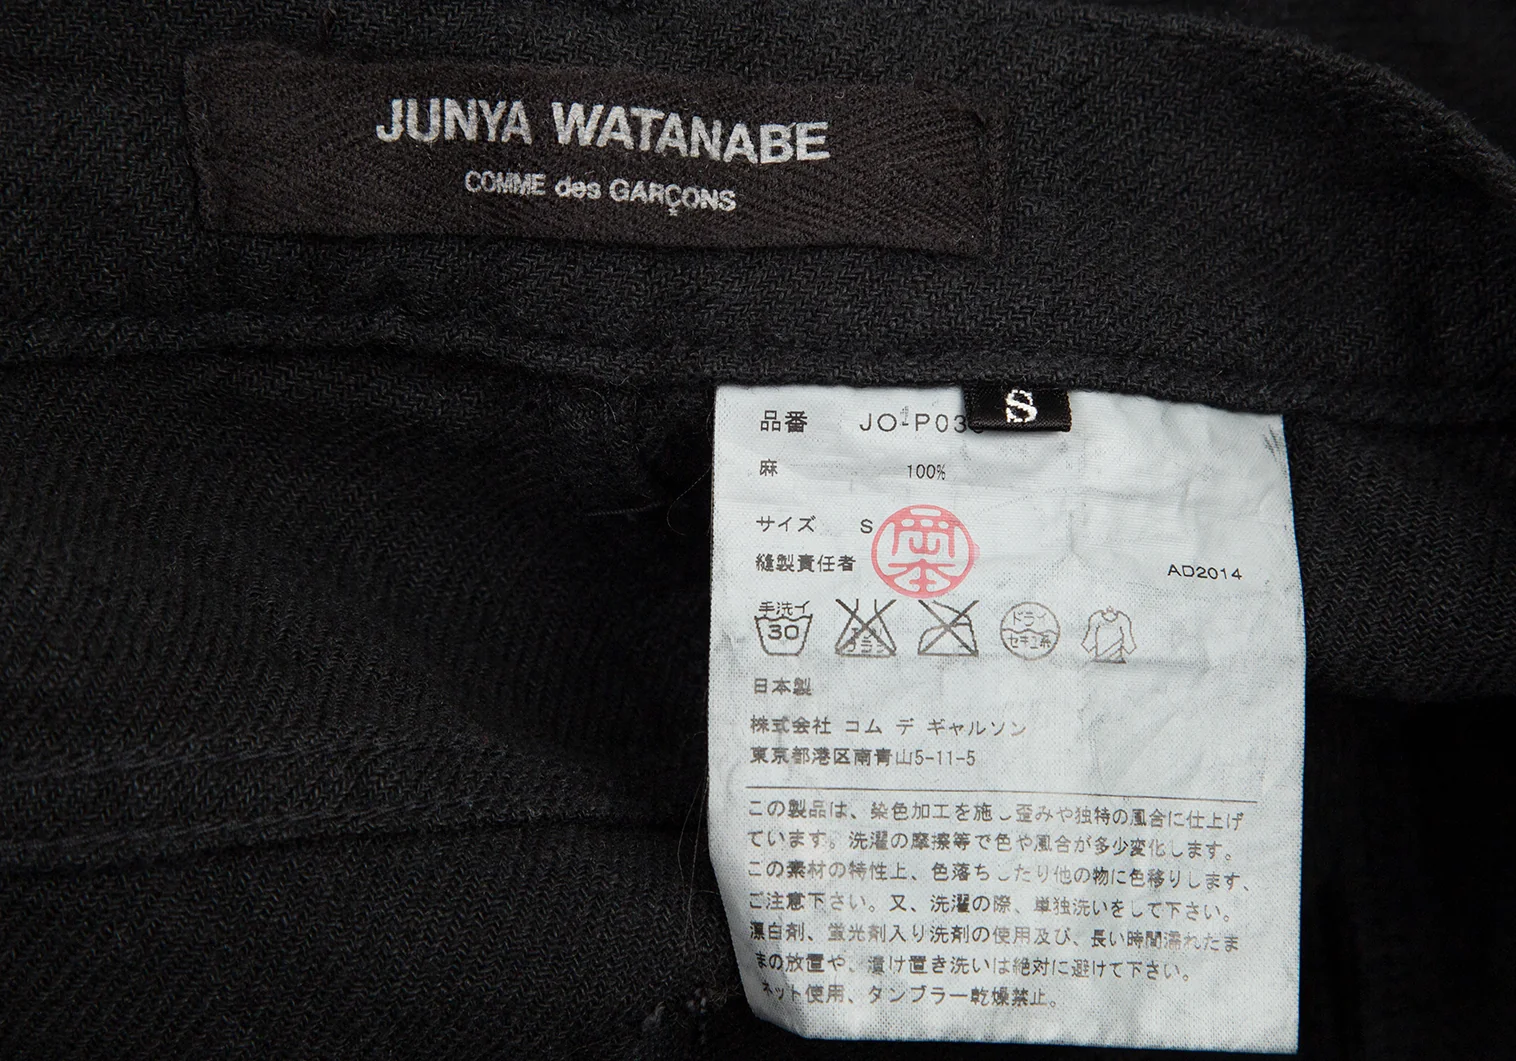 JUNYA WATANABE
COMME des GARÇONS
S
品番 JO-P03
麻 100%
サイズ S
岡本
縫製責任者
AD2014
手洗イ
30
ドライ
セキユ系
日本製
株式会社 コム デ ギャルソン
東京都港区南青山5-11-5
この製品は、染色加工を施し歪みや独特の風合に仕上げ
ています。洗濯の摩擦等で色や風合が多少変化します。
この素材の特性上、色落ちしたり他の物に色移りします、
ご注意下さい。又、洗濯の際、単独洗いをして下さい。
漂白剤、蛍光剤入り洗剤の使用及び、長い時間濡れたま
まの放置や、漬け置き洗いは絶対に避けて下さい。
ネット使用、タンブラー乾燥禁止。